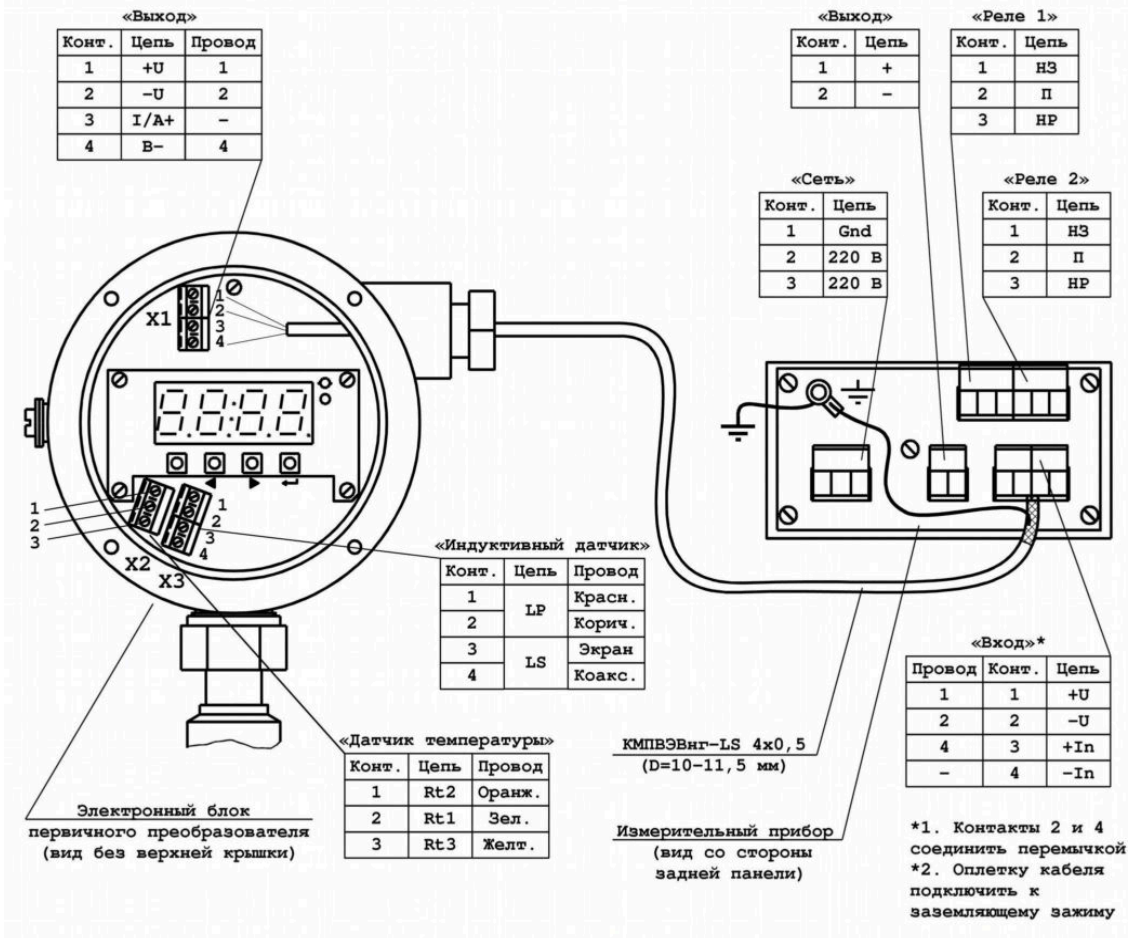 «Выход»
Конт. Цепь Провод
1 +U 1
2 -U 2
3 I/A+ -
4 B- 4
«Выход»
Конт. Цепь
1 +
2 -
«Реле 1»
Конт. Цепь
1 НЗ
2 П
3 НР
«Сеть»
Конт. Цепь
1 Gnd
2 220 В
3 220 В
«Реле 2»
Конт. Цепь
1 НЗ
2 П
3 НР
X1
1
2
3
4
1
2
3
1
2
3
4
X2
X3
«Индуктивный датчик»
Конт. Цепь Провод
1 LP Красн.
2 Корич.
3 LS Экран
4 Коакс.
«Датчик температуры»
Конт. Цепь Провод
1 Rt2 Оранж.
2 Rt1 Зел.
3 Rt3 Желт.
«Вход»*
Провод Конт. Цепь
1 1 +U
2 2 -U
4 3 +In
- 4 -In
КМПВЭВнг-LS 4х0,5
(D=10-11,5 мм)
Электронный блок
первичного преобразователя
(вид без верхней крышки)
Измерительный прибор
(вид со стороны
задней панели)
*1. Контакты 2 и 4
соединить перемычкой
*2. Оплетку кабеля
подключить к
заземляющему зажиму